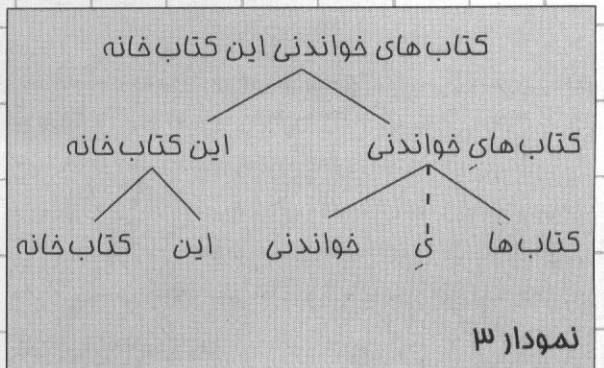 کتاب‌های خواندنی این کتاب‌خانه
کتاب‌هایِ خواندنی این کتاب‌خانه
کتاب‌ها یِ خواندنی این کتاب‌خانه
نمودار ۳